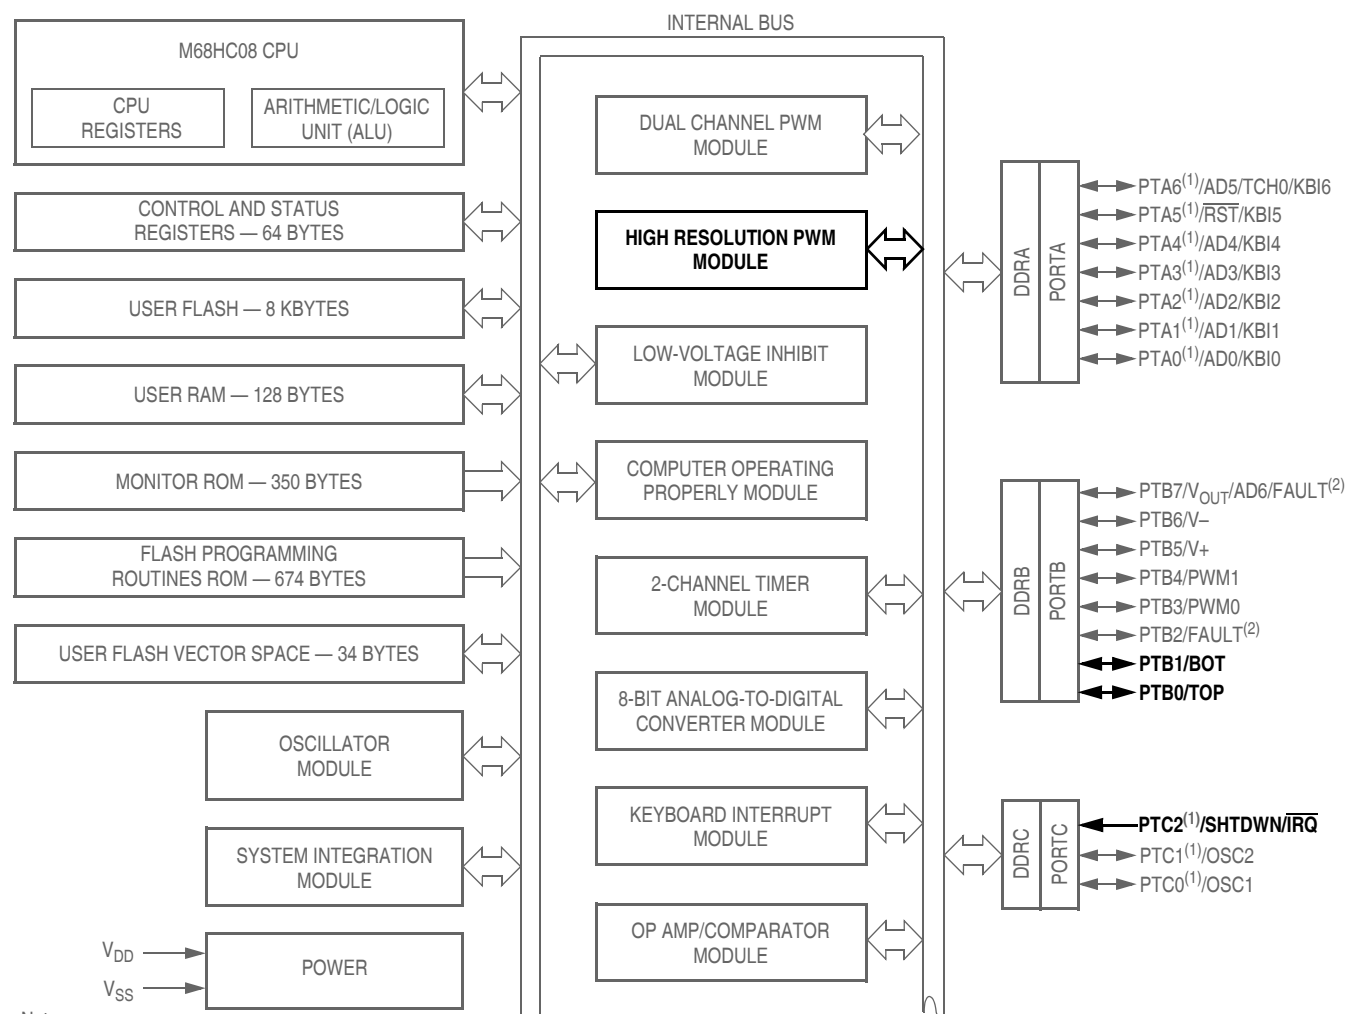 INTERNAL BUS
M68HC08 CPU
CPU
REGISTERS
ARITHMETIC/LOGIC
UNIT (ALU)
CONTROL AND STATUS
REGISTERS — 64 BYTES
USER FLASH — 8 KBYTES
USER RAM — 128 BYTES
MONITOR ROM — 350 BYTES
FLASH PROGRAMMING
ROUTINES ROM — 674 BYTES
USER FLASH VECTOR SPACE — 34 BYTES
OSCILLATOR
MODULE
SYSTEM INTEGRATION
MODULE
VDD
VSS
POWER
DUAL CHANNEL PWM
MODULE
HIGH RESOLUTION PWM
MODULE
LOW-VOLTAGE INHIBIT
MODULE
COMPUTER OPERATING
PROPERLY MODULE
2-CHANNEL TIMER
MODULE
8-BIT ANALOG-TO-DIGITAL
CONVERTER MODULE
KEYBOARD INTERRUPT
MODULE
OP AMP/COMPARATOR
MODULE
DDRA
PORTA
PTA6(1)/AD5/TCH0/KBI6
PTA5(1)/RST/KBI5
PTA4(1)/AD4/KBI4
PTA3(1)/AD3/KBI3
PTA2(1)/AD2/KBI2
PTA1(1)/AD1/KBI1
PTA0(1)/AD0/KBI0
DDRB
PORTB
PTB7/VOUT/AD6/FAULT(2)
PTB6/V–
PTB5/V+
PTB4/PWM1
PTB3/PWM0
PTB2/FAULT(2)
PTB1/BOT
PTB0/TOP
DDRC
PORTC
PTC2(1)/SHTDWN/IRQ
PTC1(1)/OSC2
PTC0(1)/OSC1